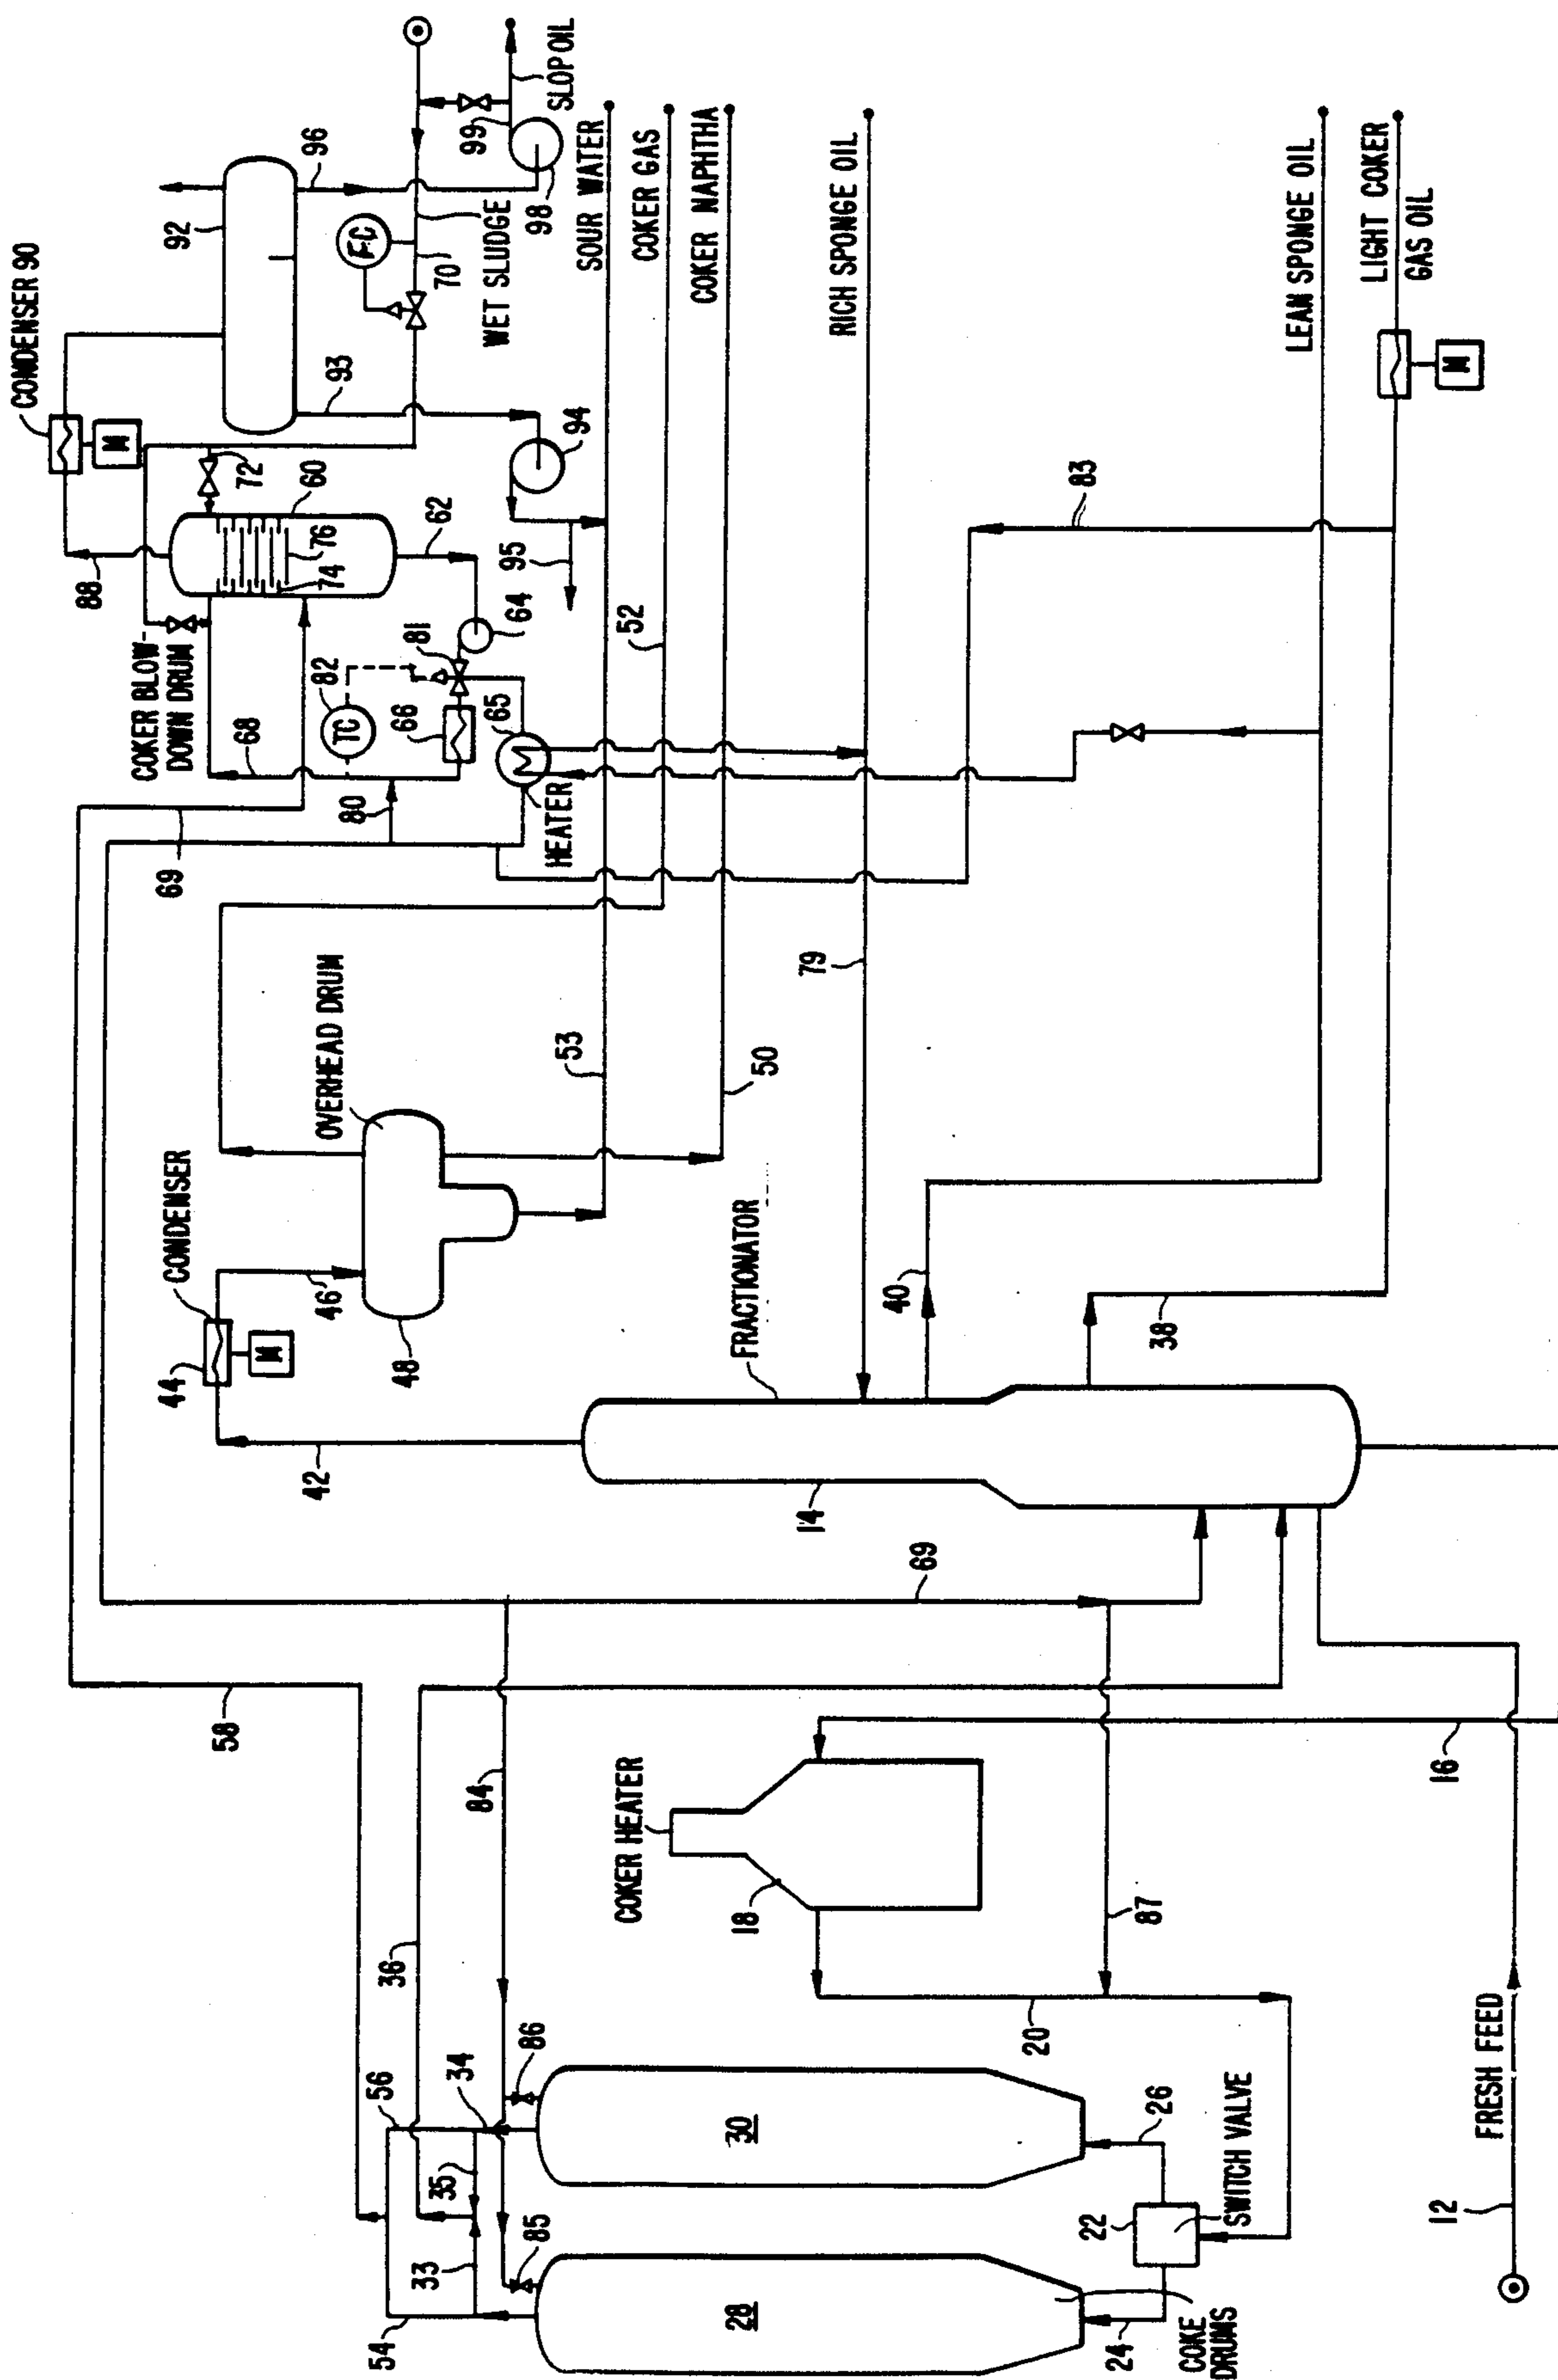 CONDENSER 90
M
92
96
88
72
60
76
74
62
COKER BLOW-
DOWN DRUM
68
82
TC
81
64
66
65
HEATER
80
69
FC
70
WET SLUDGE
93
94
95
98
99
SLOP OIL
SOUR WATER
COKER GAS
COKER NAPHTHA
RICH SPONGE OIL
LEAN SPONGE OIL
LIGHT COKER
GAS OIL
M
83
52
79
53
50
OVERHEAD DRUM
CONDENSER
44
M
46
48
42
FRACTIONATOR
14
40
38
69
58
84
36
COKER HEATER
18
87
16
20
56
34
86
35
33
85
54
30
28
26
22
SWITCH VALVE
24
COKE
DRUMS
FRESH FEED
12